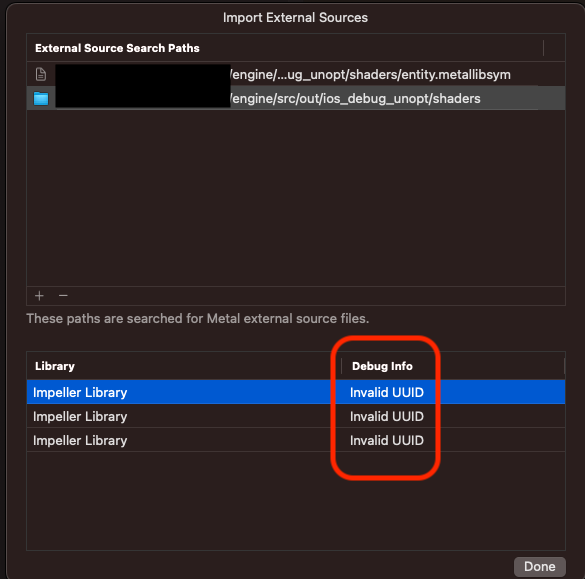 Import External Sources
External Source Search Paths
/engine/...ug_unopt/shaders/entity.metallibsym
/engine/src/out/ios_debug_unopt/shaders
+ −
These paths are searched for Metal external source files.
Library Debug Info
Impeller Library Invalid UUID
Impeller Library Invalid UUID
Impeller Library Invalid UUID
Done